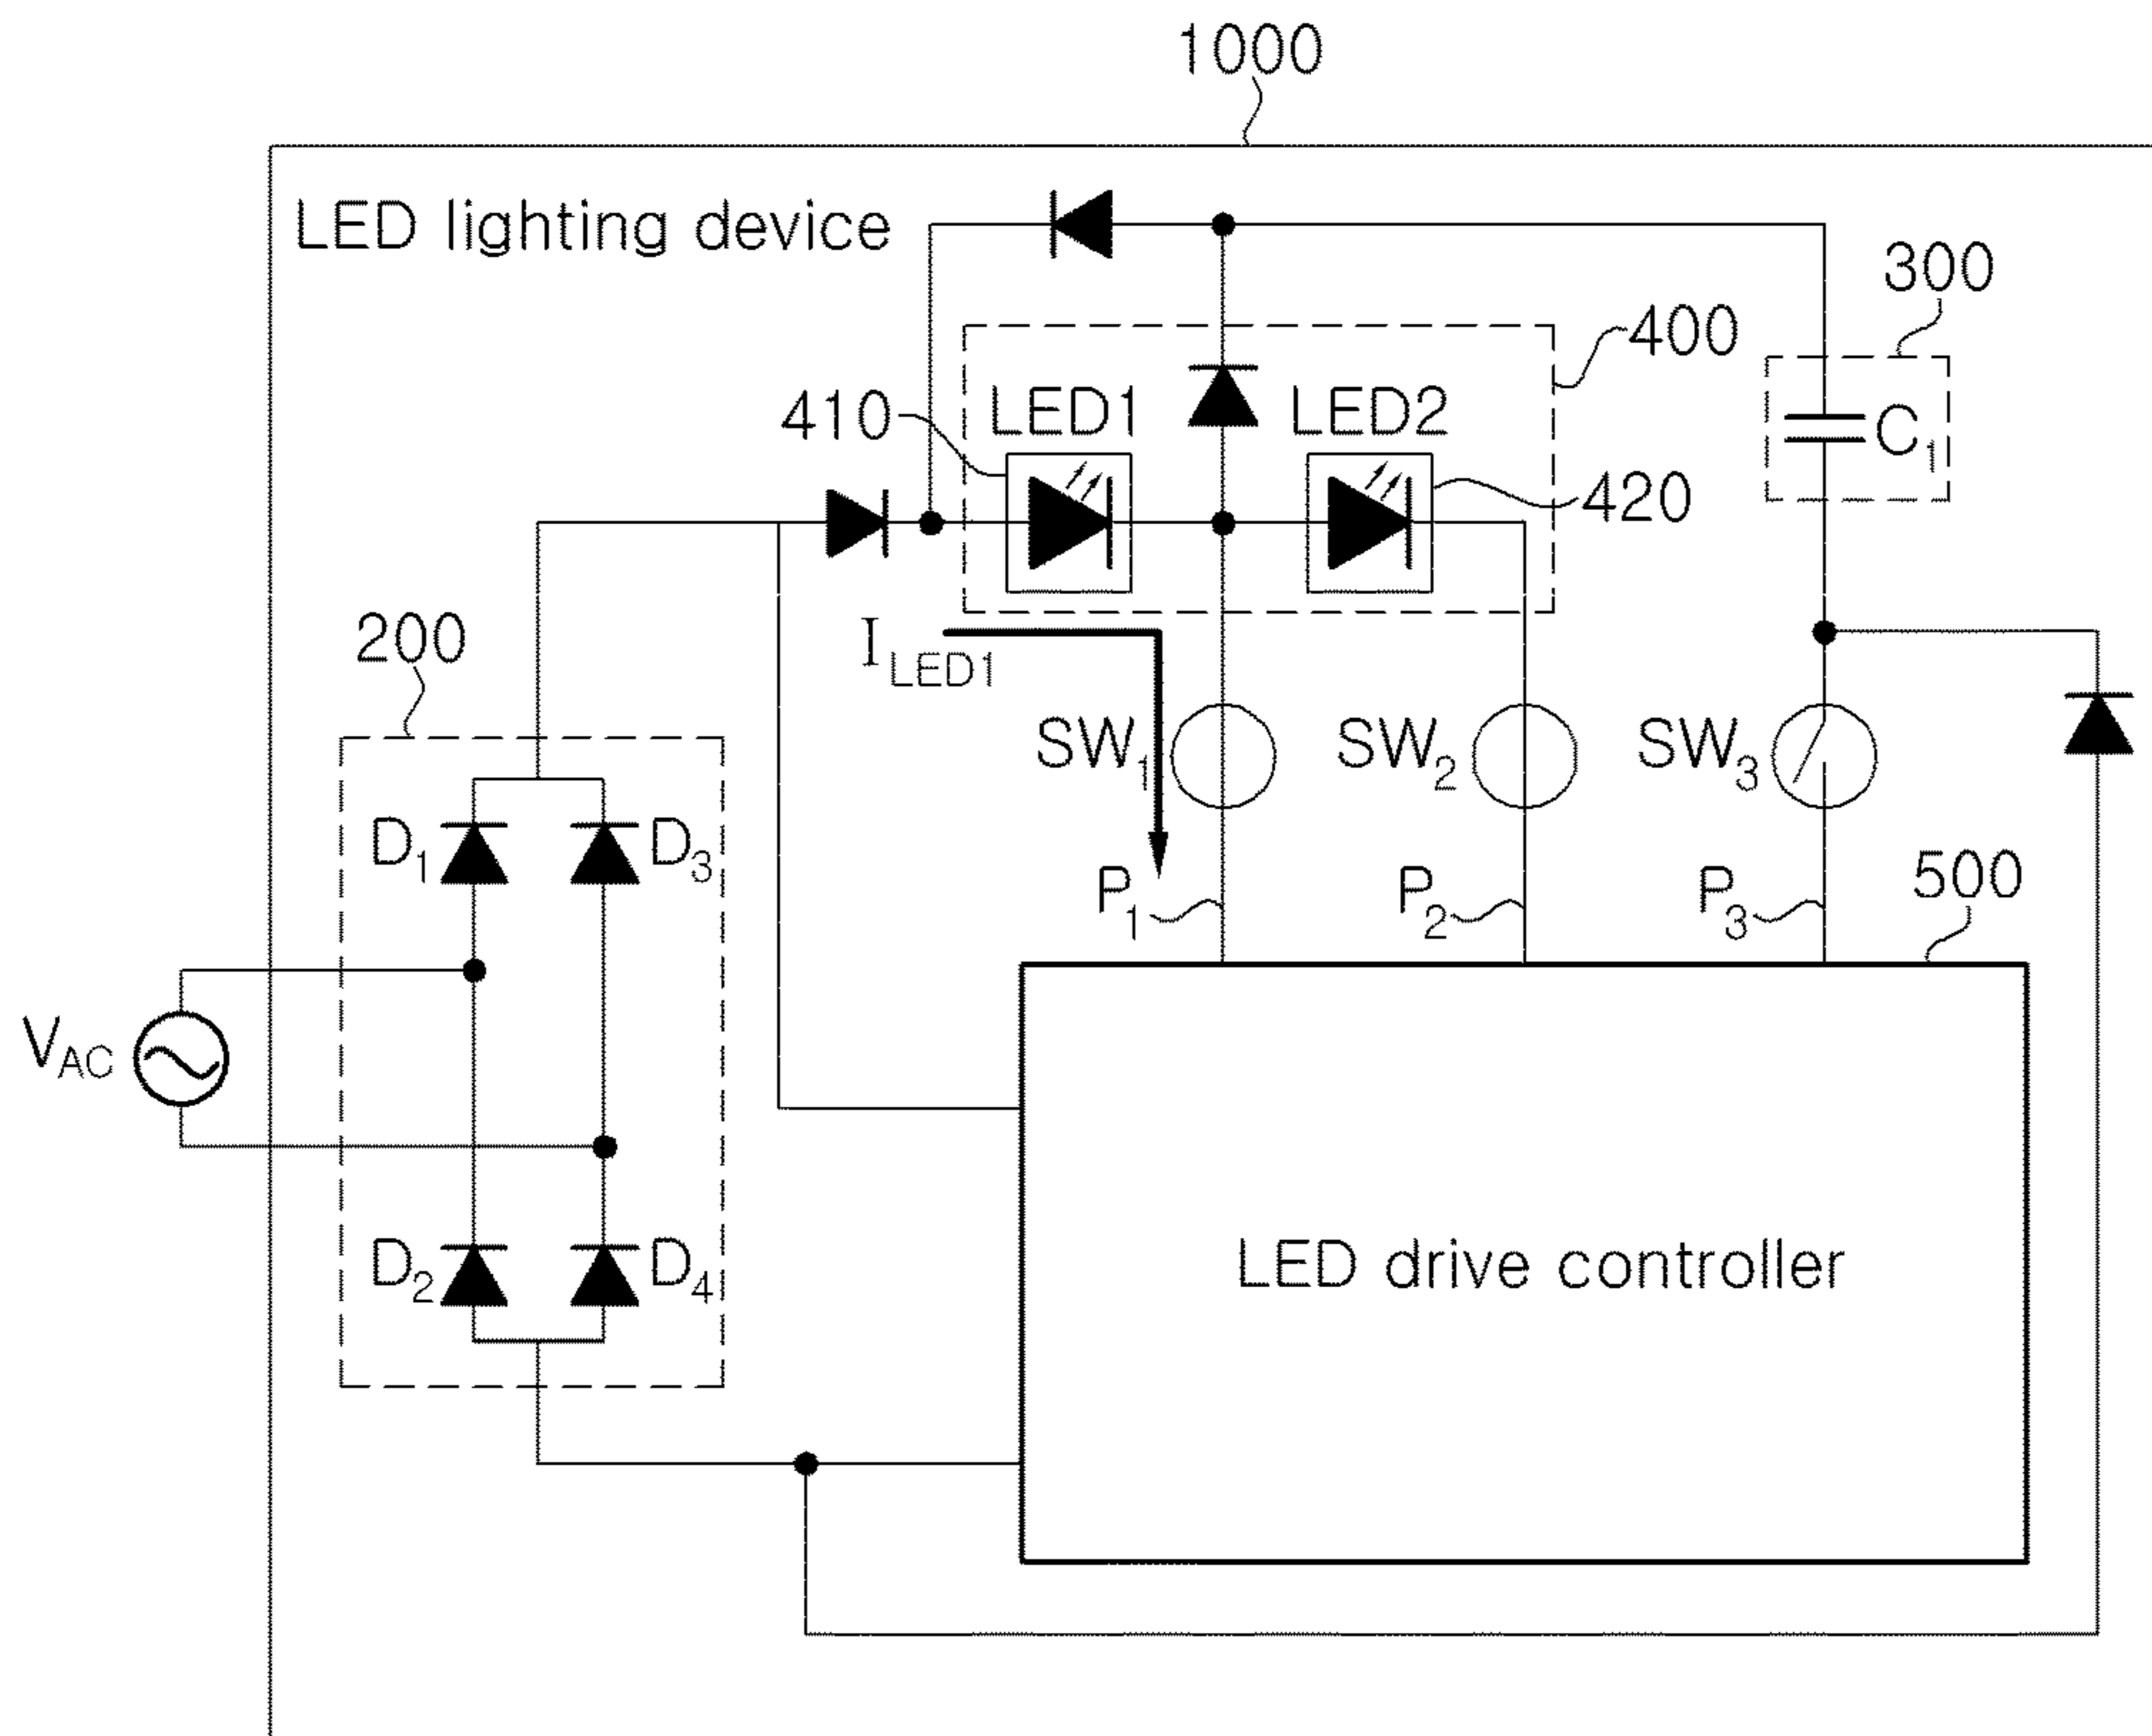 1000
LED lighting device
300
400
410
LED1
LED2
C1
420
200
ILED1
SW1
SW2
SW3
D1
D3
P1
P2
P3
500
VAC
D2
D4
LED drive controller